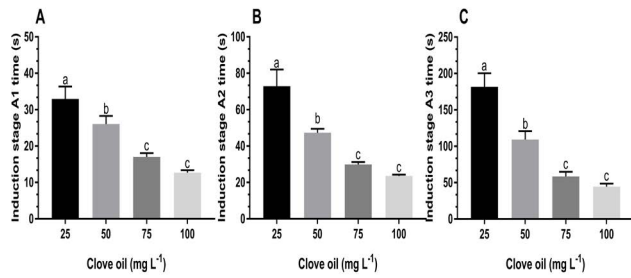 A
Induction stage A1 time (s)
50
40
30
20
10
0
a
b
c
c
25 50 75 100
Clove oil (mg L-1)
B
Induction stage A2 time (s)
100
80
60
40
20
0
a
b
c
c
25 50 75 100
Clove oil (mg L-1)
C
Induction stage A3 time (s)
250
200
150
100
50
0
a
b
c
c
25 50 75 100
Clove oil (mg L-1)